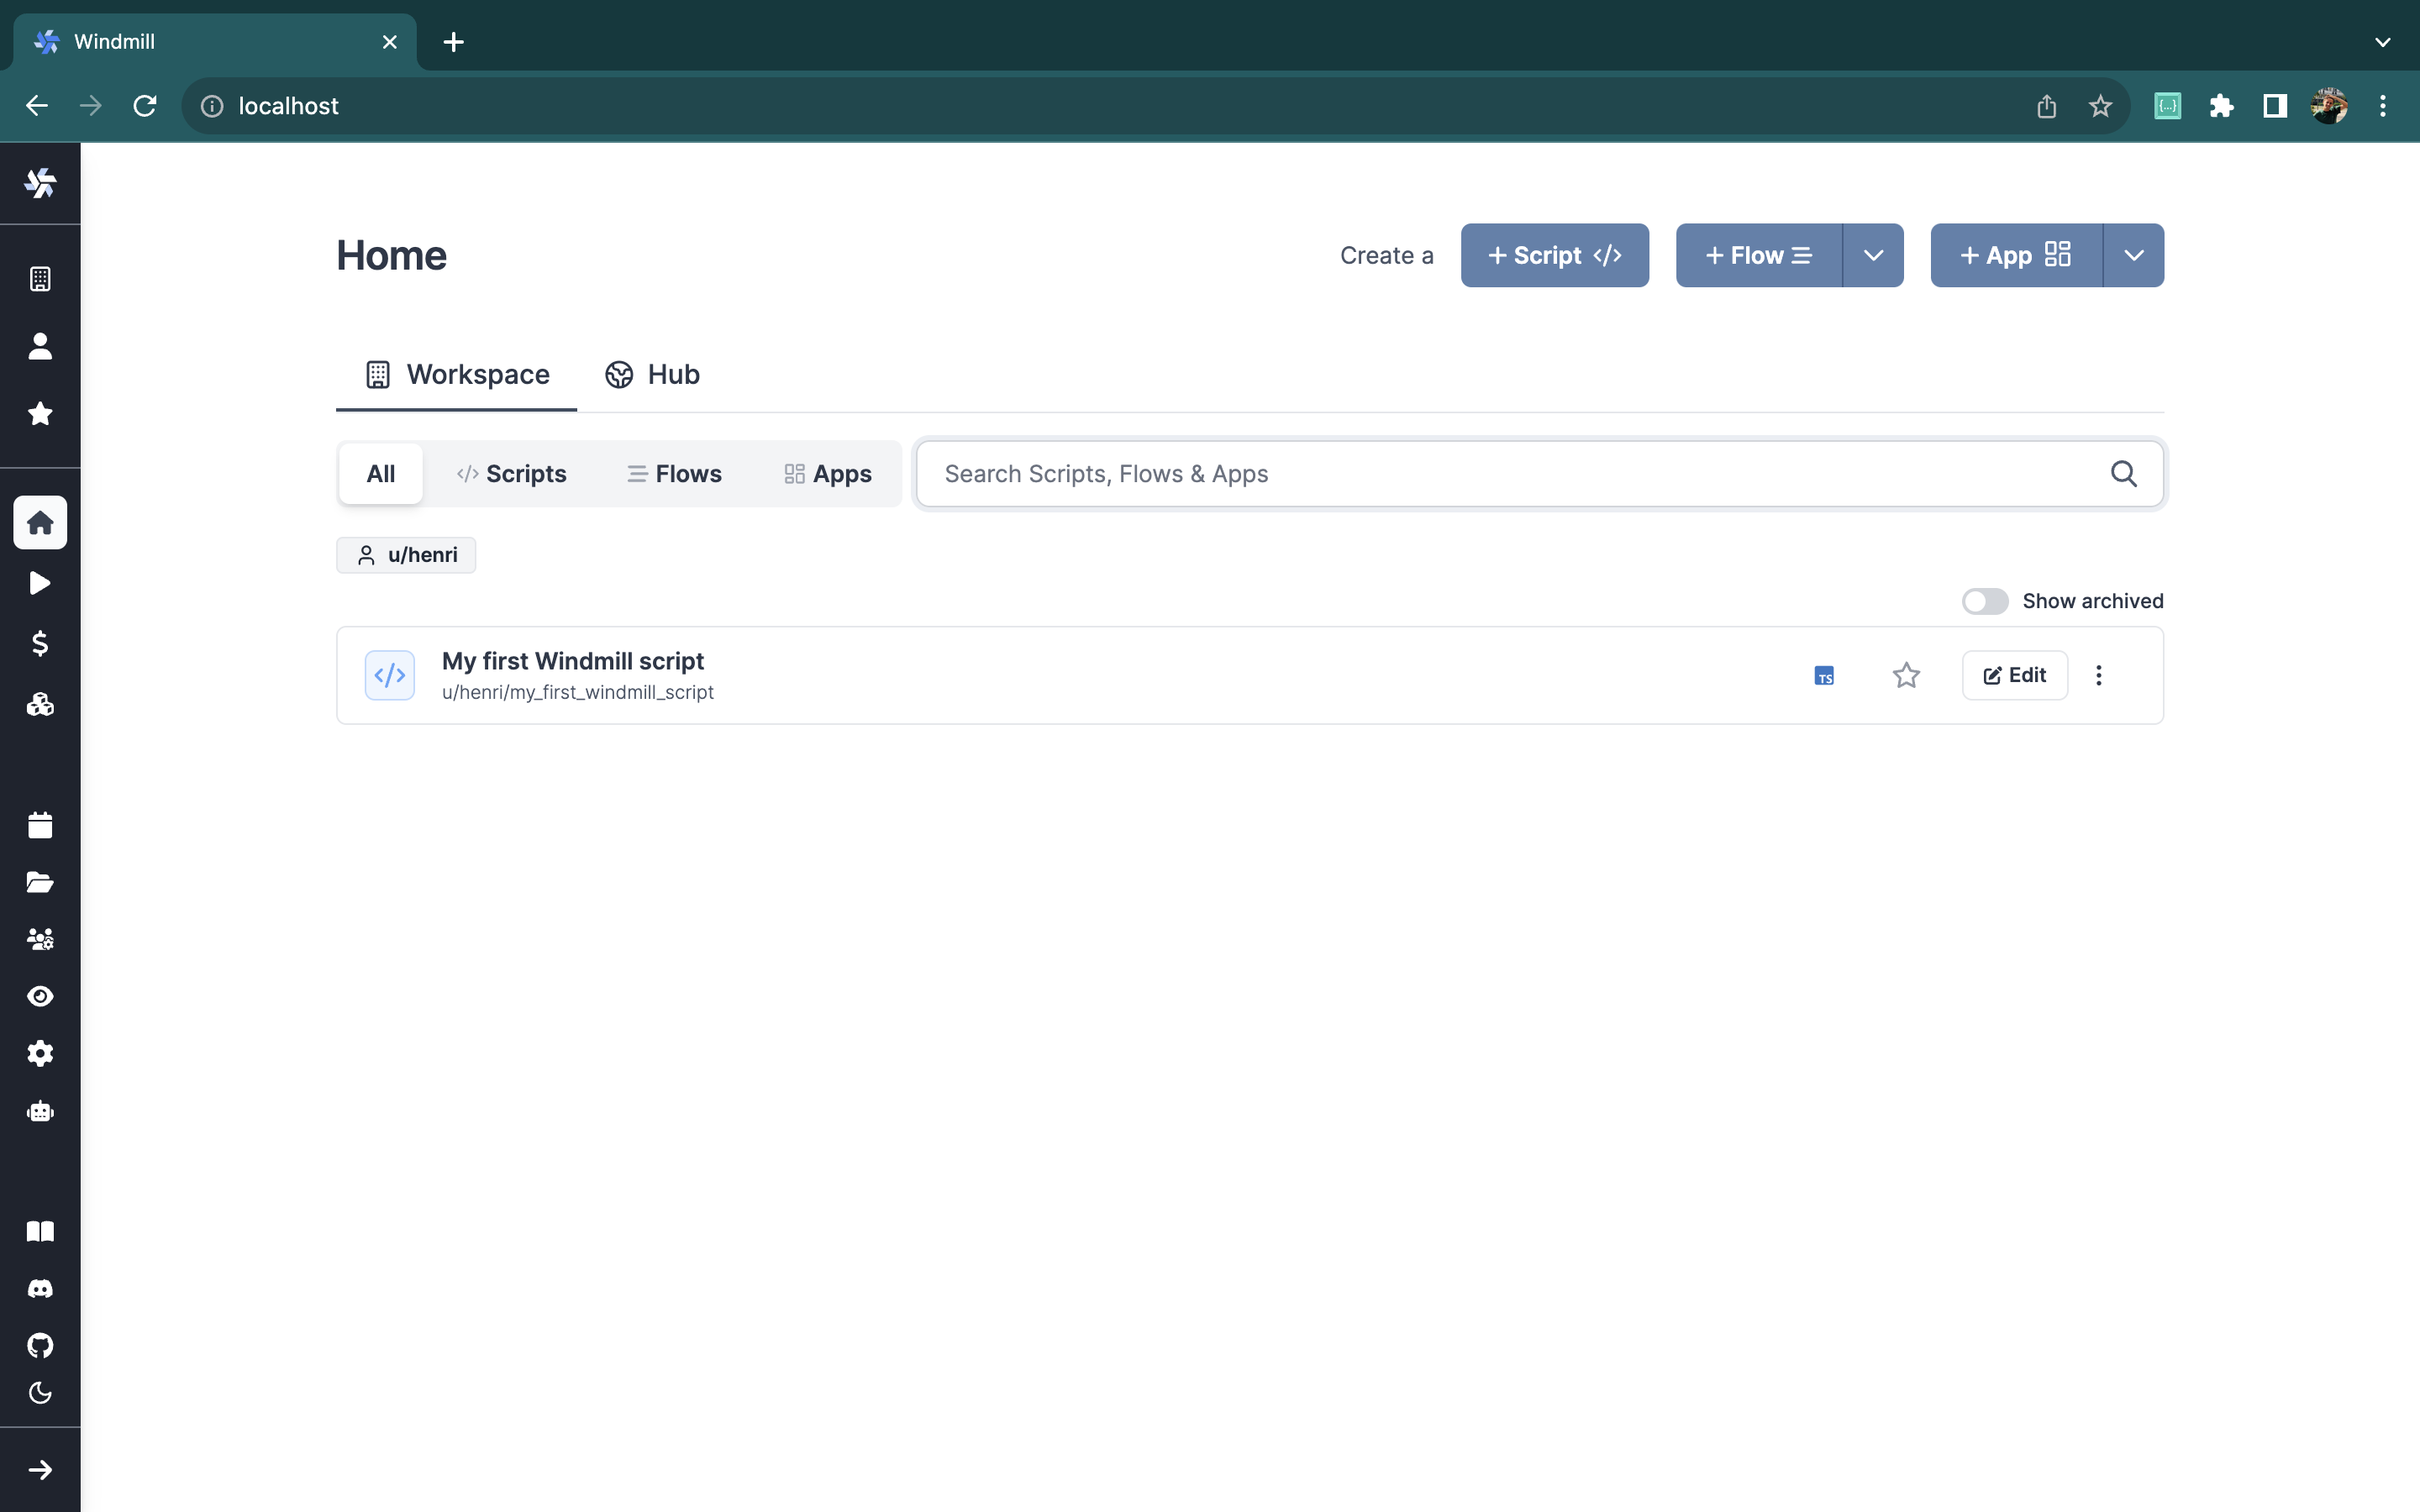 Windmill
localhost
Home
Create a
+ Script
+ Flow
+ App
Workspace
Hub
All
Scripts
Flows
Apps
Search Scripts, Flows & Apps
u/henri
Show archived
My first Windmill script
u/henri/my_first_windmill_script
TS
Edit